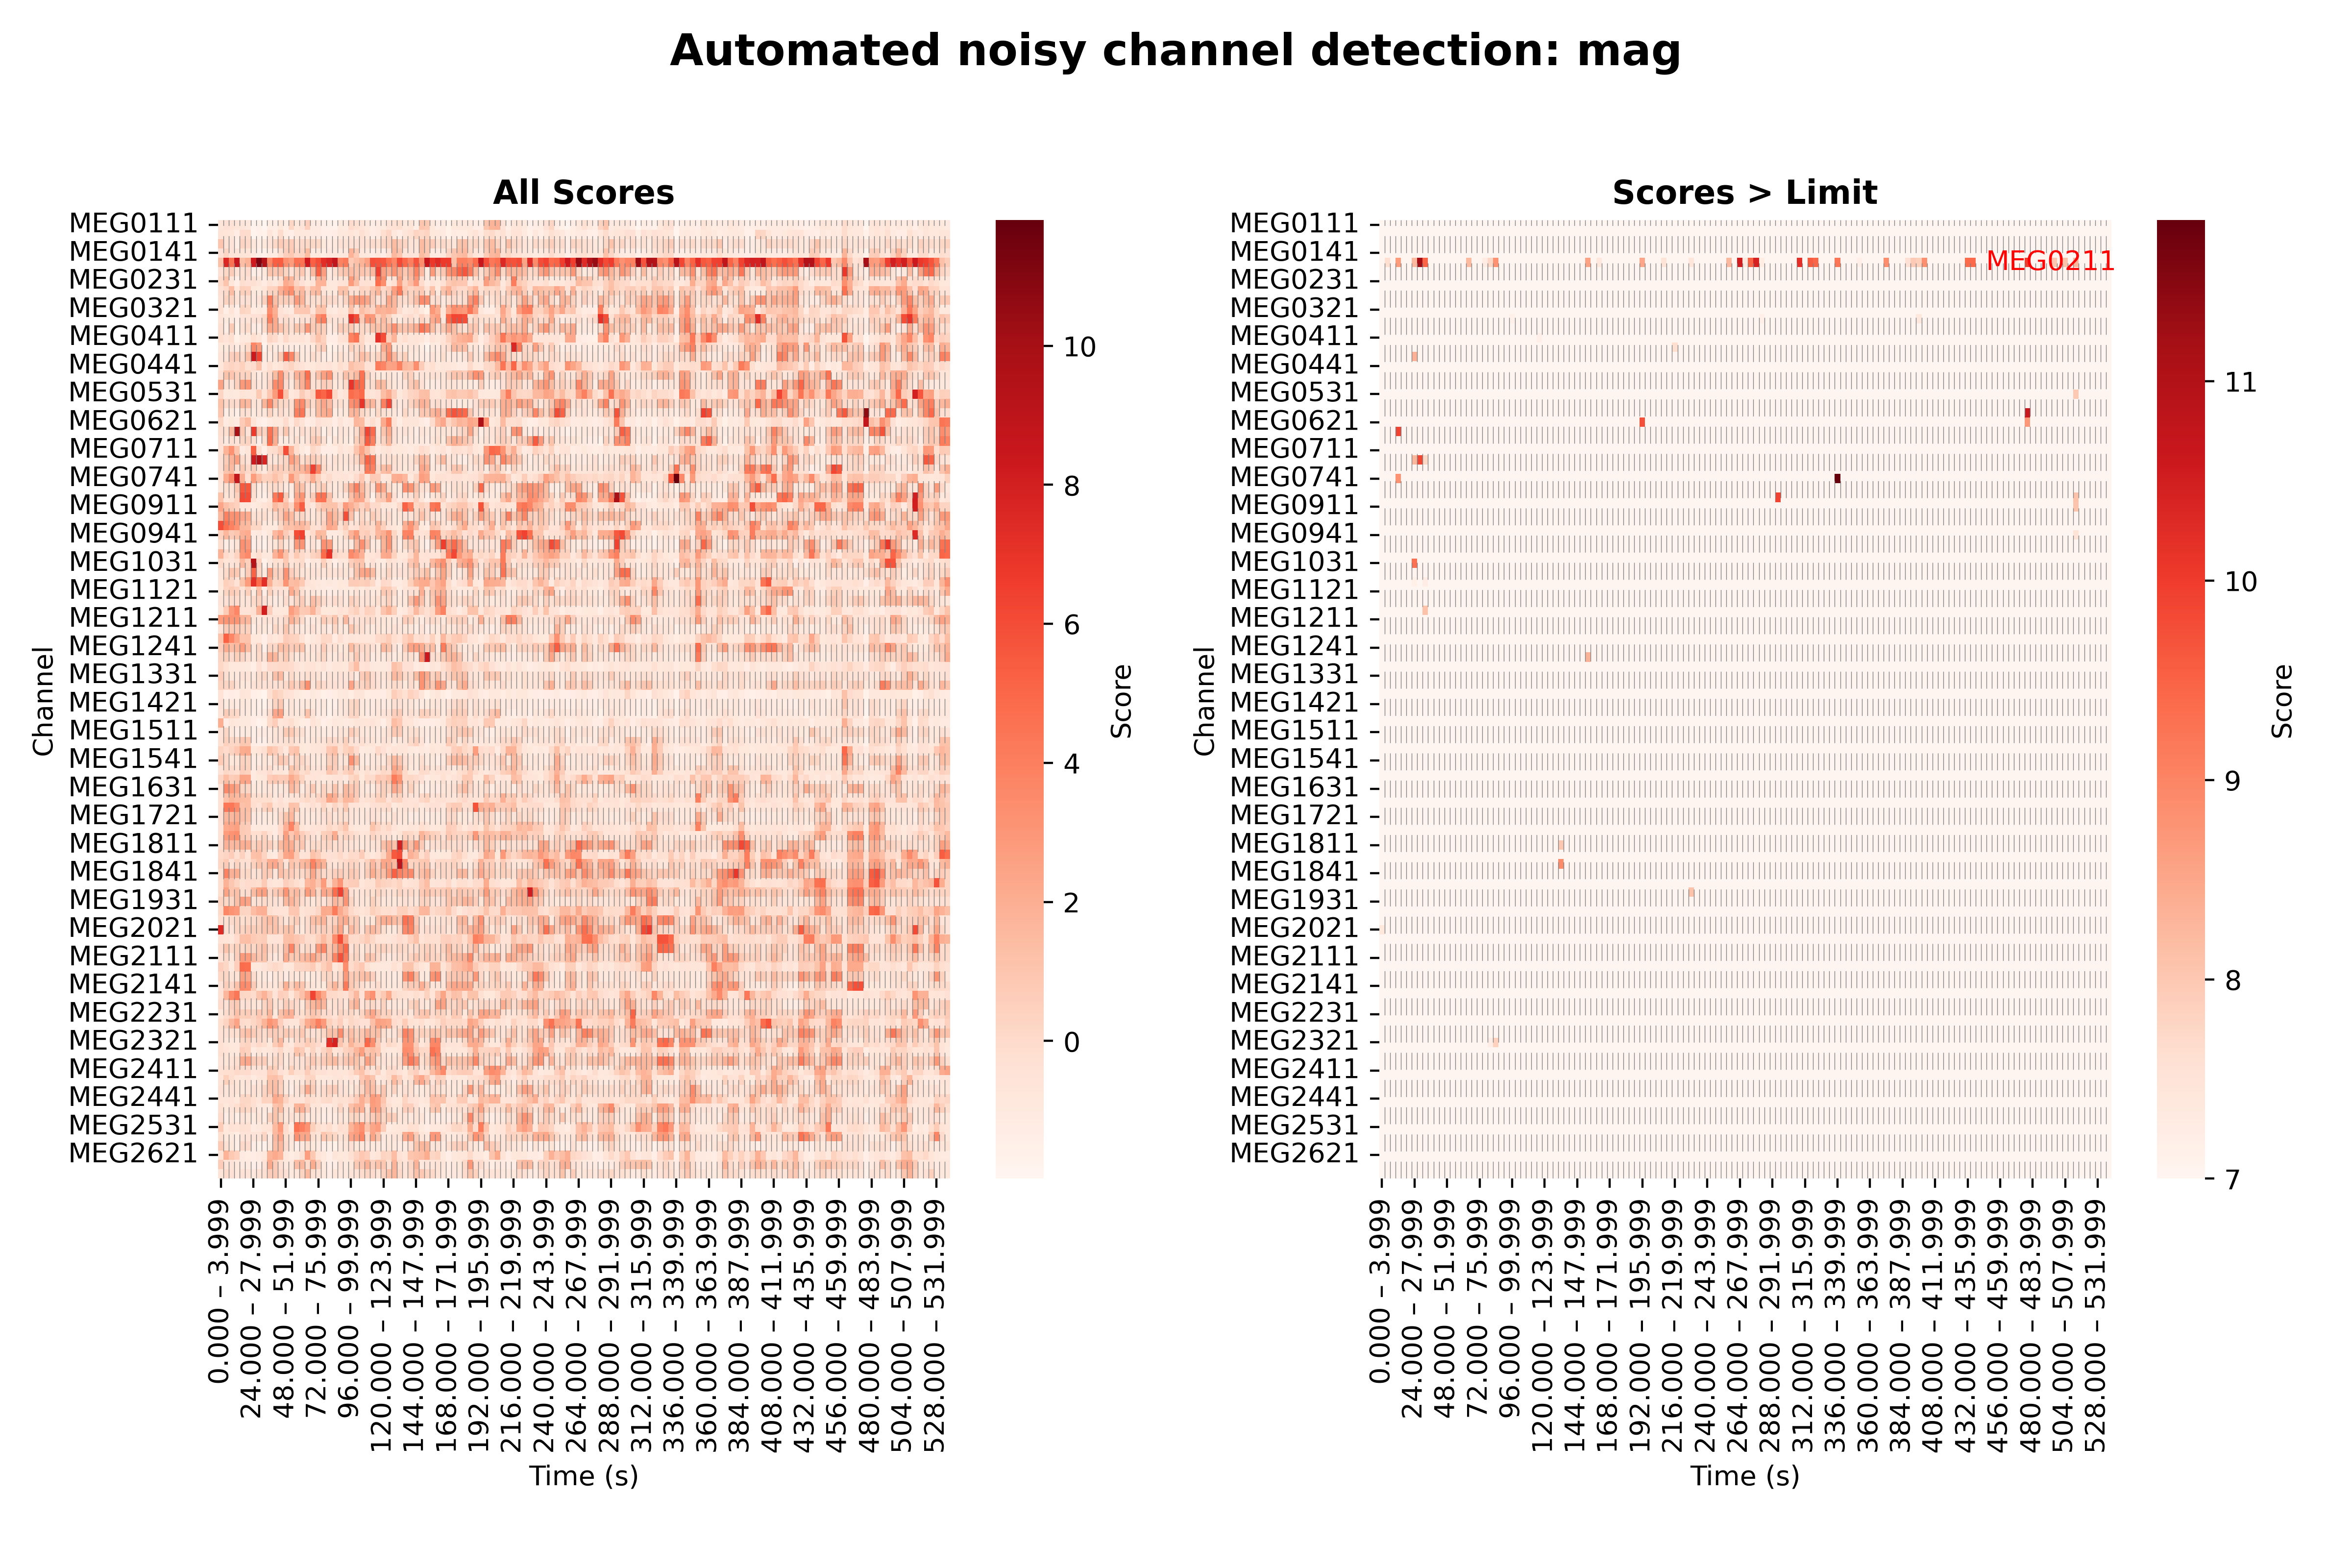 Automated noisy channel detection: mag
All Scores
Channel
MEG0111
MEG0141
MEG0231
MEG0321
MEG0411
MEG0441
MEG0531
MEG0621
MEG0711
MEG0741
MEG0911
MEG0941
MEG1031
MEG1121
MEG1211
MEG1241
MEG1331
MEG1421
MEG1511
MEG1541
MEG1631
MEG1721
MEG1811
MEG1841
MEG1931
MEG2021
MEG2111
MEG2141
MEG2231
MEG2321
MEG2411
MEG2441
MEG2531
MEG2621
0.000 – 3.999
24.000 – 27.999
48.000 – 51.999
72.000 – 75.999
96.000 – 99.999
120.000 – 123.999
144.000 – 147.999
168.000 – 171.999
192.000 – 195.999
216.000 – 219.999
240.000 – 243.999
264.000 – 267.999
288.000 – 291.999
312.000 – 315.999
336.000 – 339.999
360.000 – 363.999
384.000 – 387.999
408.000 – 411.999
432.000 – 435.999
456.000 – 459.999
480.000 – 483.999
504.000 – 507.999
528.000 – 531.999
Time (s)
10
8
6
4
2
0
Score
Scores > Limit
Channel
MEG0111
MEG0141
MEG0231
MEG0321
MEG0411
MEG0441
MEG0531
MEG0621
MEG0711
MEG0741
MEG0911
MEG0941
MEG1031
MEG1121
MEG1211
MEG1241
MEG1331
MEG1421
MEG1511
MEG1541
MEG1631
MEG1721
MEG1811
MEG1841
MEG1931
MEG2021
MEG2111
MEG2141
MEG2231
MEG2321
MEG2411
MEG2441
MEG2531
MEG2621
MEG0211
0.000 – 3.999
24.000 – 27.999
48.000 – 51.999
72.000 – 75.999
96.000 – 99.999
120.000 – 123.999
144.000 – 147.999
168.000 – 171.999
192.000 – 195.999
216.000 – 219.999
240.000 – 243.999
264.000 – 267.999
288.000 – 291.999
312.000 – 315.999
336.000 – 339.999
360.000 – 363.999
384.000 – 387.999
408.000 – 411.999
432.000 – 435.999
456.000 – 459.999
480.000 – 483.999
504.000 – 507.999
528.000 – 531.999
Time (s)
11
10
9
8
7
Score